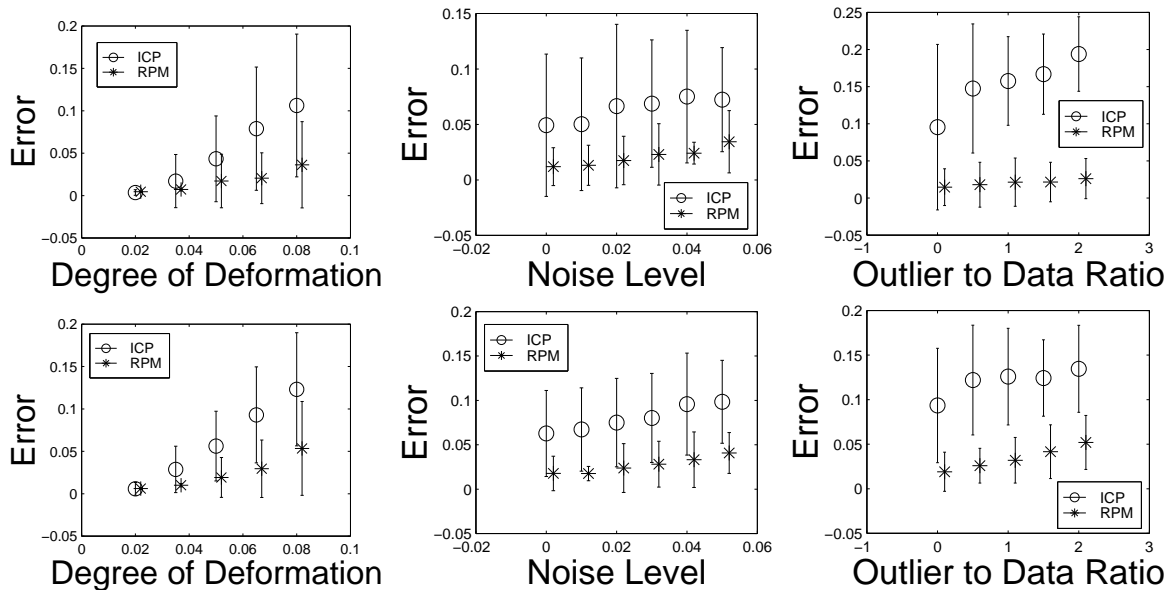 0.2
0.15
0.1
0.05
0
−0.05
Error
ICP
RPM
0 0.02 0.04 0.06 0.08 0.1
Degree of Deformation
0.15
0.1
0.05
0
−0.05
Error
ICP
RPM
−0.02 0 0.02 0.04 0.06
Noise Level
0.25
0.2
0.15
0.1
0.05
0
−0.05
Error
ICP
RPM
−1 0 1 2 3
Outlier to Data Ratio
0.2
0.15
0.1
0.05
0
−0.05
Error
ICP
RPM
0 0.02 0.04 0.06 0.08 0.1
Degree of Deformation
0.2
0.15
0.1
0.05
0
−0.05
Error
ICP
RPM
−0.02 0 0.02 0.04 0.06
Noise Level
0.2
0.15
0.1
0.05
0
−0.05
Error
ICP
RPM
−1 0 1 2 3
Outlier to Data Ratio